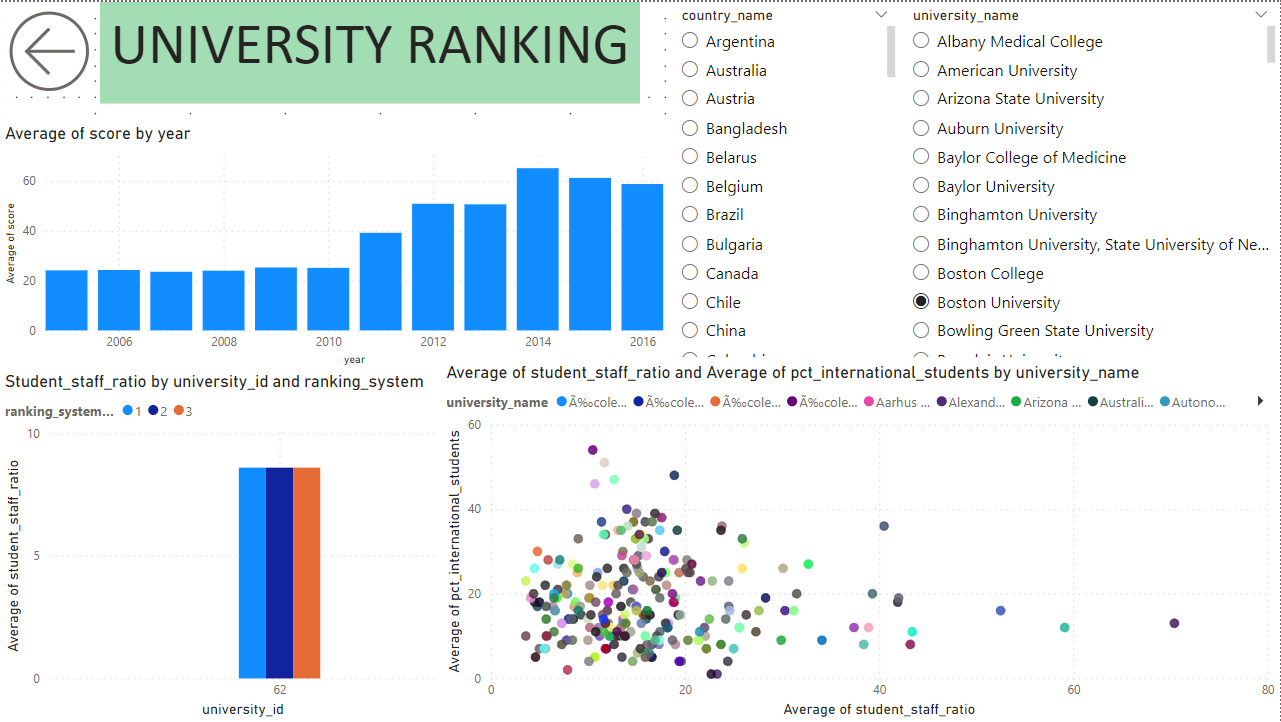 UNIVERSITY RANKING
country_name
Argentina
Australia
Austria
Bangladesh
Belarus
Belgium
Brazil
Bulgaria
Canada
Chile
China
university_name
Albany Medical College
American University
Arizona State University
Auburn University
Baylor College of Medicine
Baylor University
Binghamton University
Binghamton University, State University of Ne...
Boston College
Boston University
Bowling Green State University
Average of score by year
Average of score
60
40
20
0
2006 2008 2010 2012 2014 2016
year
Student_staff_ratio by university_id and ranking_system
ranking_system... 1 2 3
Average of student_staff_ratio
10
5
0
62
university_id
Average of student_staff_ratio and Average of pct_international_students by university_name
university_name Ã‰cole... Ã‰cole... Ã‰cole... Ã‰cole... Aarhus ... Alexand... Arizona ... Australi... Autono...
Average of pct_international_students
60
40
20
0
0 20 40 60 80
Average of student_staff_ratio